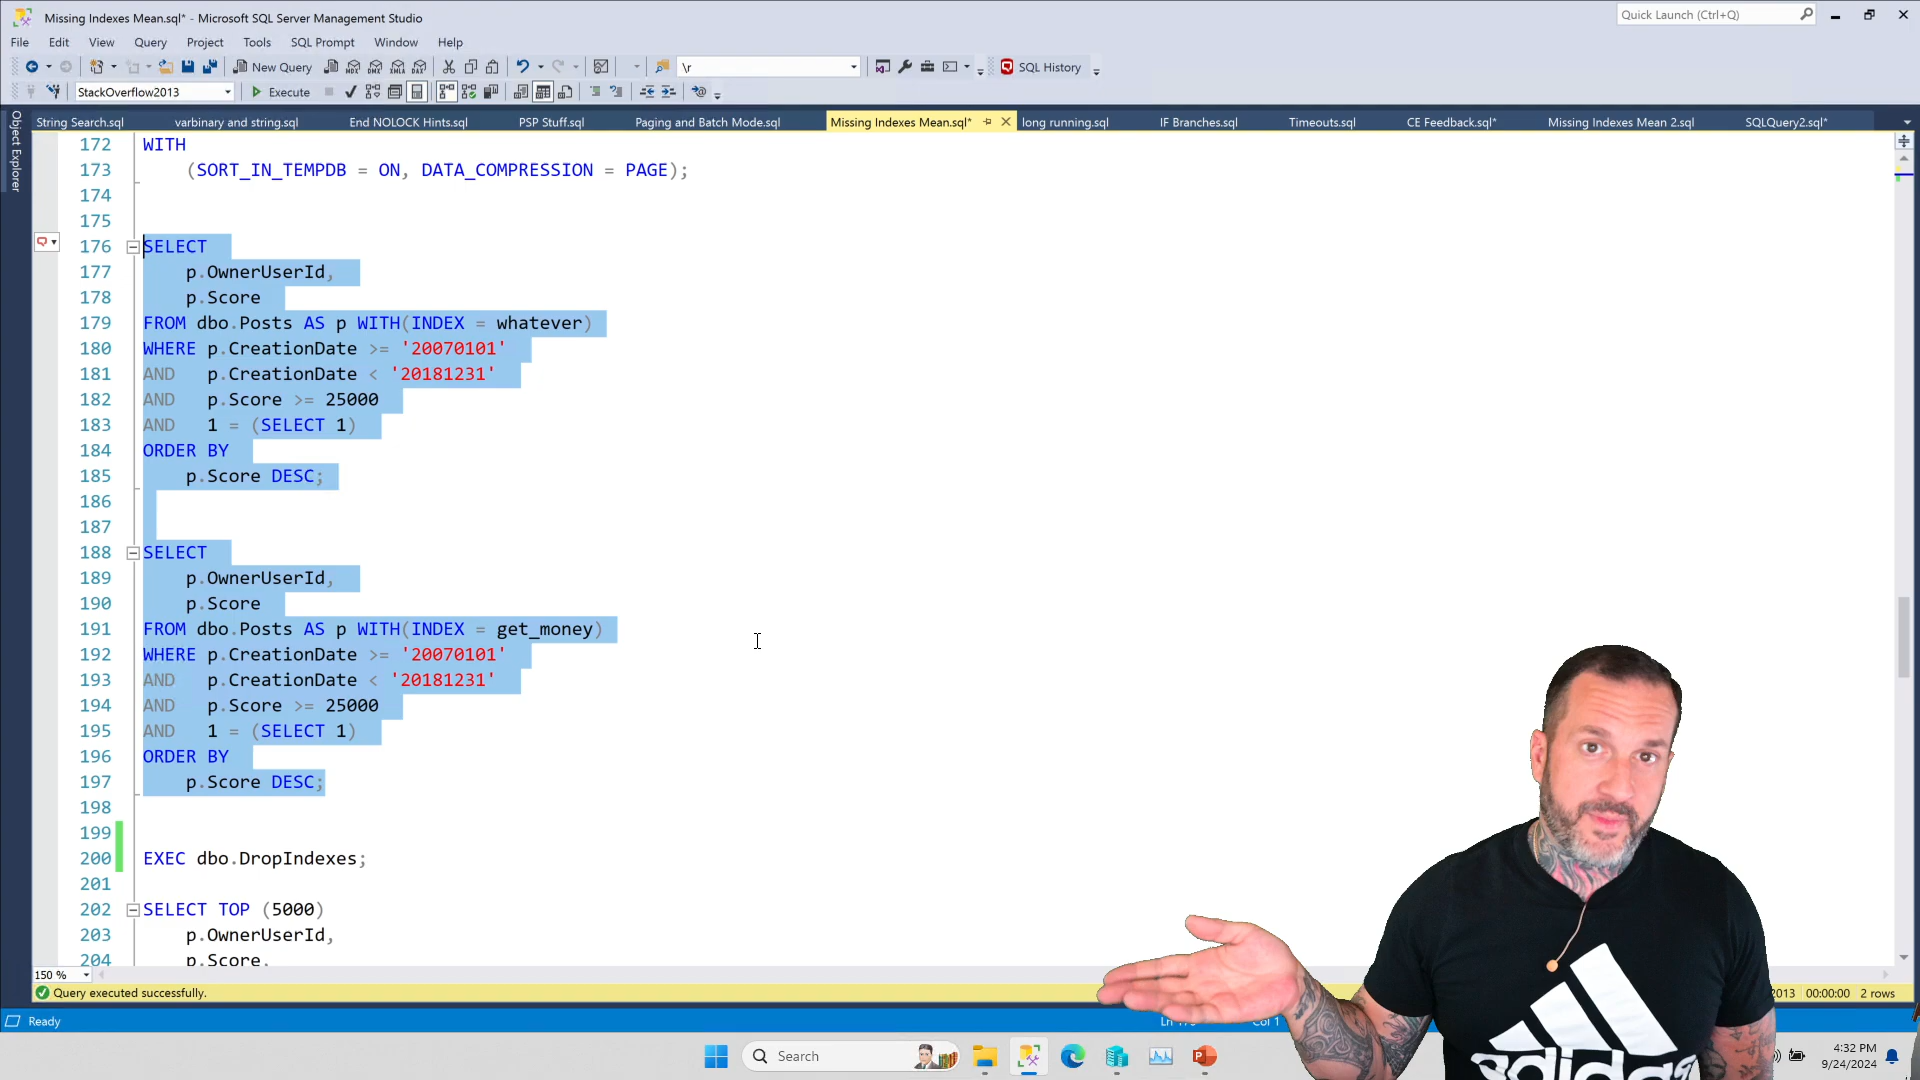 Missing Indexes Mean.sql* - Microsoft SQL Server Management Studio
Quick Launch (Ctrl+Q)
File Edit View Query Project Tools SQL Prompt Window Help
New Query
MDX DMX XMLA DAX
\r
SQL History
StackOverflow2013
Execute
Object Explorer
String Search.sql varbinary and string.sql End NOLOCK Hints.sql PSP Stuff.sql Paging and Batch Mode.sql Missing Indexes Mean.sql* long running.sql IF Branches.sql Timeouts.sql CE Feedback.sql* Missing Indexes Mean 2.sql SQLQuery2.sql*
172 WITH
173 (SORT_IN_TEMPDB = ON, DATA_COMPRESSION = PAGE);
174
175
176 SELECT
177 p.OwnerUserId,
178 p.Score
179 FROM dbo.Posts AS p WITH(INDEX = whatever)
180 WHERE p.CreationDate >= '20070101'
181 AND p.CreationDate < '20181231'
182 AND p.Score >= 25000
183 AND 1 = (SELECT 1)
184 ORDER BY
185 p.Score DESC;
186
187
188 SELECT
189 p.OwnerUserId,
190 p.Score
191 FROM dbo.Posts AS p WITH(INDEX = get_money)
192 WHERE p.CreationDate >= '20070101'
193 AND p.CreationDate < '20181231'
194 AND p.Score >= 25000
195 AND 1 = (SELECT 1)
196 ORDER BY
197 p.Score DESC;
198
199
200 EXEC dbo.DropIndexes;
201
202 SELECT TOP (5000)
203 p.OwnerUserId,
204 p.Score,
150 %
Query executed successfully.
2013 00:00:00 2 rows
Ready
Col 1
adidas
Search
4:32 PM
9/24/2024